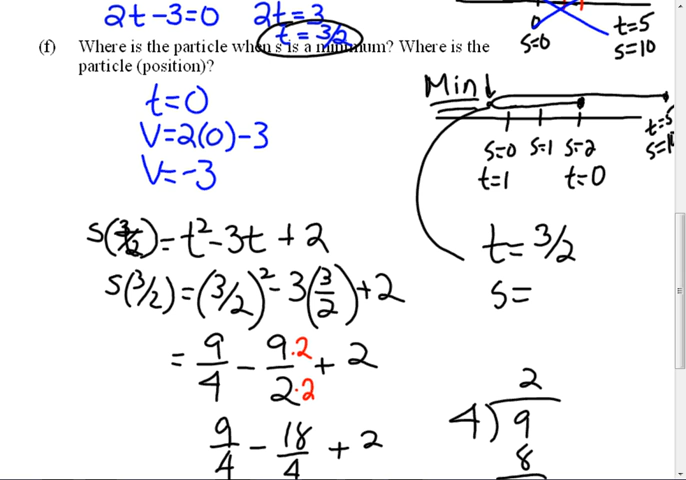 2t - 3 = 0 2t = 3
t = 3/2
(f) Where is the particle when s is a minimum? Where is the
particle (position)?
t = 0
V = 2(0) - 3
V = -3
s(3/2) = t² - 3t + 2
s(3/2) = (3/2)² - 3(3/2) + 2
= 9/4 - 9·2/2·2 + 2
9/4 - 18/4 + 2
0
s=0
t=5
s=10
Min↓
s=0 s=1 s=2
t=1 t=0
t=5
s=1
t = 3/2
s =
2
4)9
8